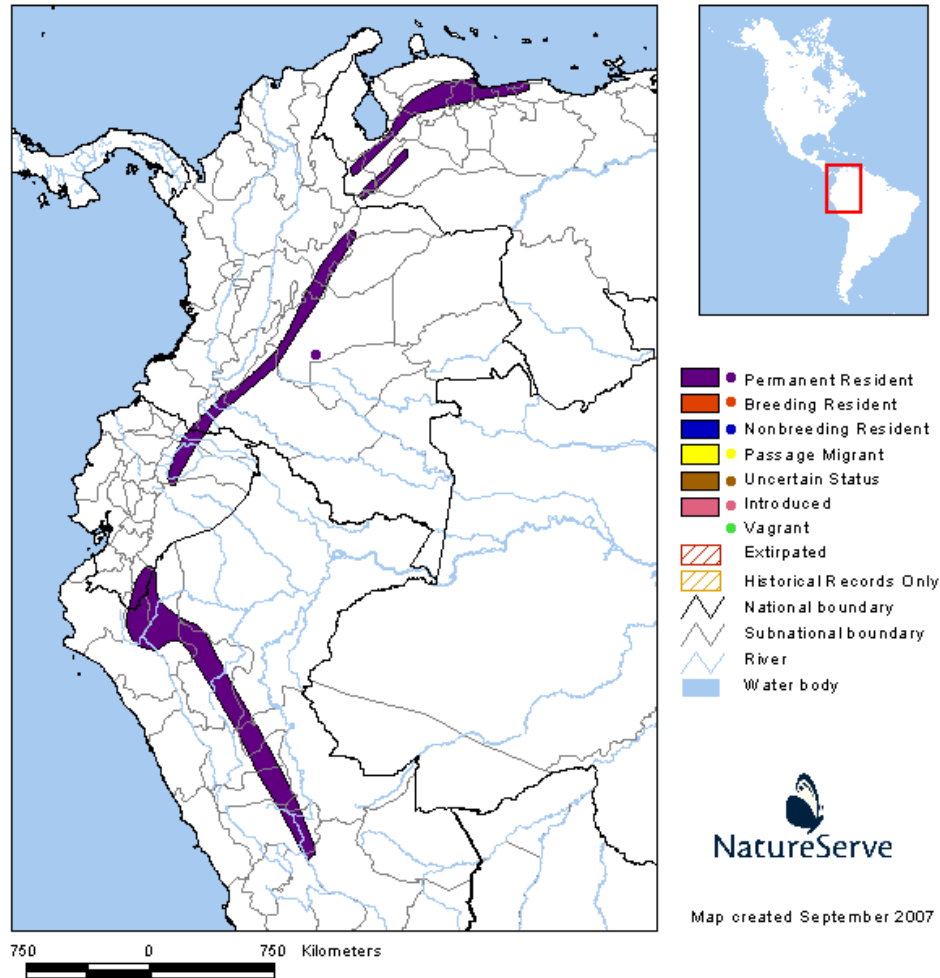 Permanent Resident
Breeding Resident
Nonbreeding Resident
Passage Migrant
Uncertain Status
Introduced
Vagrant
Extirpated
Historical Records Only
National boundary
Subnational boundary
River
Water body
NatureServe
Map created September 2007
750 0 750 Kilometers